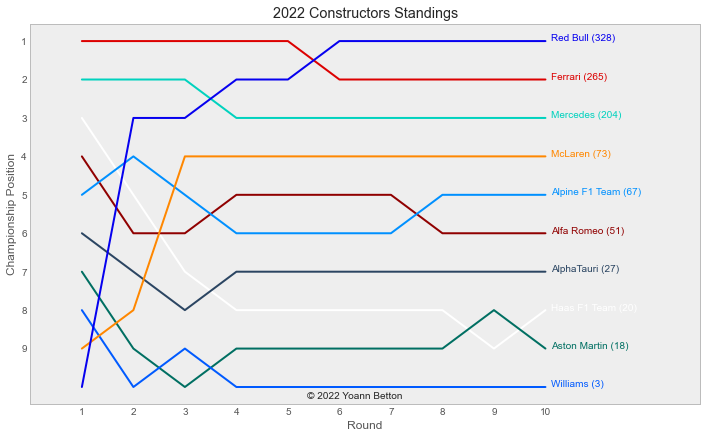 2022 Constructors Standings
1
2
3
4
5
6
7
8
9
Championship Position
Red Bull (328)
Ferrari (265)
Mercedes (204)
McLaren (73)
Alpine F1 Team (67)
Alfa Romeo (51)
AlphaTauri (27)
Haas F1 Team (20)
Aston Martin (18)
Williams (3)
© 2022 Yoann Betton
1 2 3 4 5 6 7 8 9 10
Round